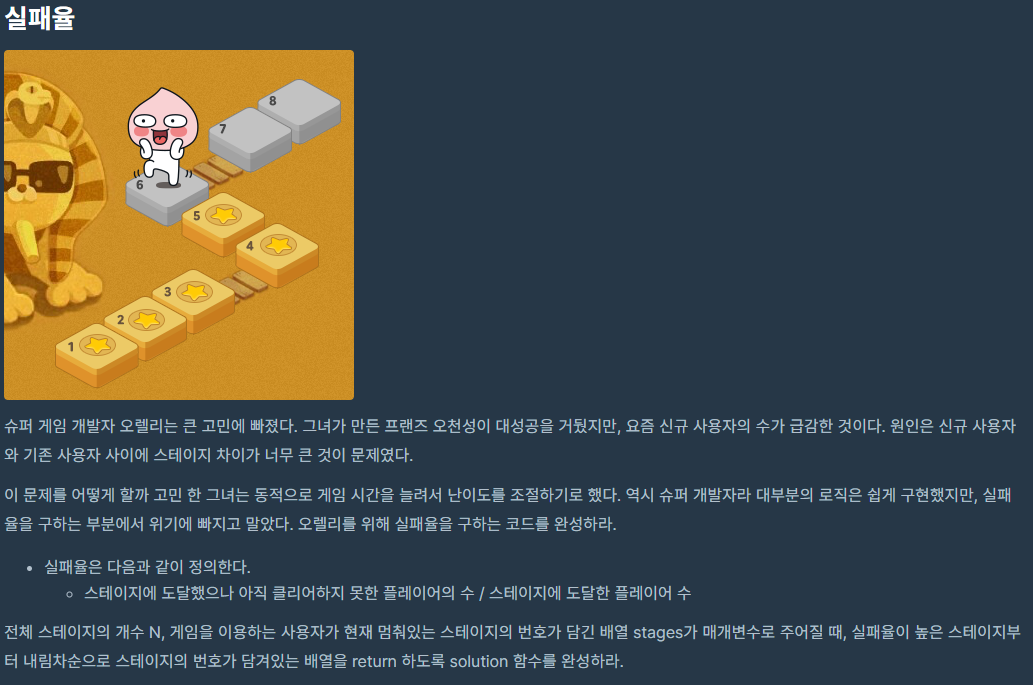 실패율
8
7
6
5
4
3
2
1
슈퍼 게임 개발자 오렐리는 큰 고민에 빠졌다. 그녀가 만든 프랜즈 오천성이 대성공을 거뒀지만, 요즘 신규 사용자의 수가 급감한 것이다. 원인은 신규 사용자
와 기존 사용자 사이에 스테이지 차이가 너무 큰 것이 문제였다.
이 문제를 어떻게 할까 고민 한 그녀는 동적으로 게임 시간을 늘려서 난이도를 조절하기로 했다. 역시 슈퍼 개발자라 대부분의 로직은 쉽게 구현했지만, 실패
율을 구하는 부분에서 위기에 빠지고 말았다. 오렐리를 위해 실패율을 구하는 코드를 완성하라.
• 실패율은 다음과 같이 정의한다.
◦ 스테이지에 도달했으나 아직 클리어하지 못한 플레이어의 수 / 스테이지에 도달한 플레이어 수
전체 스테이지의 개수 N, 게임을 이용하는 사용자가 현재 멈춰있는 스테이지의 번호가 담긴 배열 stages가 매개변수로 주어질 때, 실패율이 높은 스테이지부
터 내림차순으로 스테이지의 번호가 담겨있는 배열을 return 하도록 solution 함수를 완성하라.